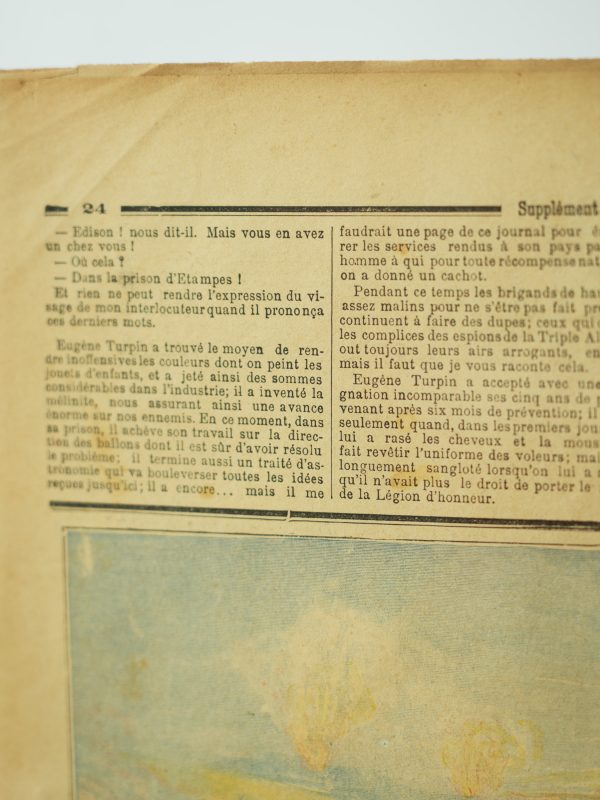 24
Supplément
— Edison ! nous dit-il. Mais vous en avez
un chez vous !
— Où cela ?
— Dans la prison d'Etampes !
Et rien ne peut rendre l'expression du vi-
sage de mon interlocuteur quand il prononça
ces derniers mots.
Eugène Turpin a trouvé le moyen de ren-
dre inoffensives les couleurs dont on peint les
jouets d'enfants, et a jeté ainsi des sommes
considérables dans l'industrie; il a inventé la
mélinite, nous assurant ainsi une avance
énorme sur nos ennemis. En ce moment, dans
sa prison, il achève son travail sur la direc-
tion des ballons dont il est sûr d'avoir résolu
le problème; il termine aussi un traité d'as-
tronomie qui va bouleverser toutes les idées
reçues jusqu'ici; il a encore... mais il me
faudrait une page de ce journal pour
rer les services rendus à son pays par
homme à qui pour toute récompense
on a donné un cachot.
Pendant ce temps les brigands de
assez malins pour ne s'être pas fait
continuent à faire des dupes; ceux qui
les complices des espions de la Triple
out toujours leurs airs arrogants,
mais il faut que je vous raconte cela.
Eugène Turpin a accepté avec une
gnation incomparable ses cinq ans de
venant après six mois de prévention; il
seulement quand, dans les premiers
lui a rasé les cheveux et la
fait revêtir l'uniforme des voleurs;
longuement sangloté lorsqu'on lui a
qu'il n'avait plus le droit de porter le
de la Légion d'honneur.